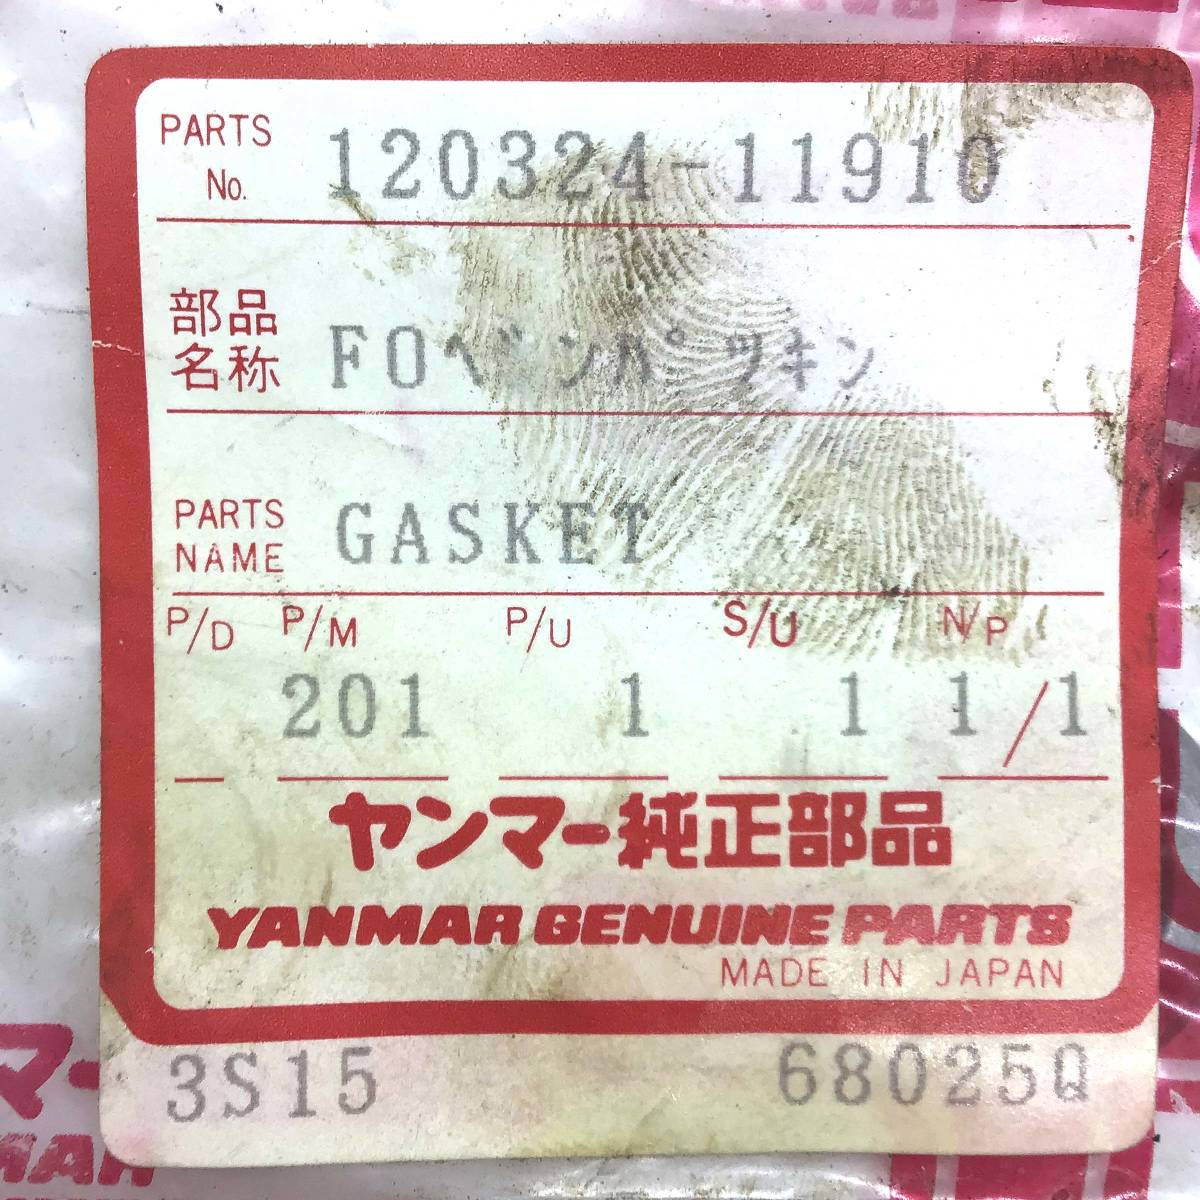 PARTS No. 120324-11910
部品名称 FOベンパツキン
PARTS NAME GASKET
P/D P/M P/U S/U N/P
201 1 1 1/1
ヤンマー純正部品
YANMAR GENUINE PARTS
MADE IN JAPAN
3S15 68025Q